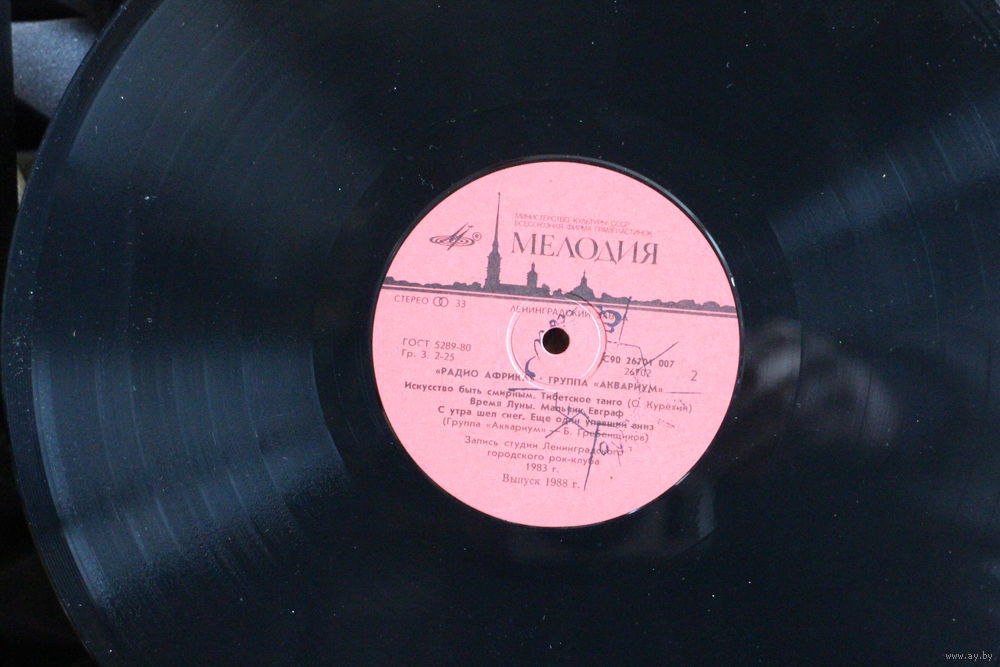 МИНИСТЕРСТВО КУЛЬТУРЫ СССР
ВСЕСОЮЗНАЯ ФИРМА ГРАМПЛАСТИНОК
МЕЛОДИЯ
СТЕРЕО 33
ЛЕНИНГРАДСКИЙ
ГОСТ 5289-80
Гр. 3. 2-25
С90 26701 007
26702
2
«РАДИО АФРИКА» · ГРУППА «АКВАРИУМ»
Искусство быть смирным. Тибетское танго (С. Курёхин)
Время Луны. Мальчик Евграф
С утра шел снег. Еще один упавший вниз
(Группа «Аквариум» — Б. Гребенщиков)
Запись студии Ленинградского
городского рок-клуба
1983 г.
Выпуск 1988 г.
www.ay.by